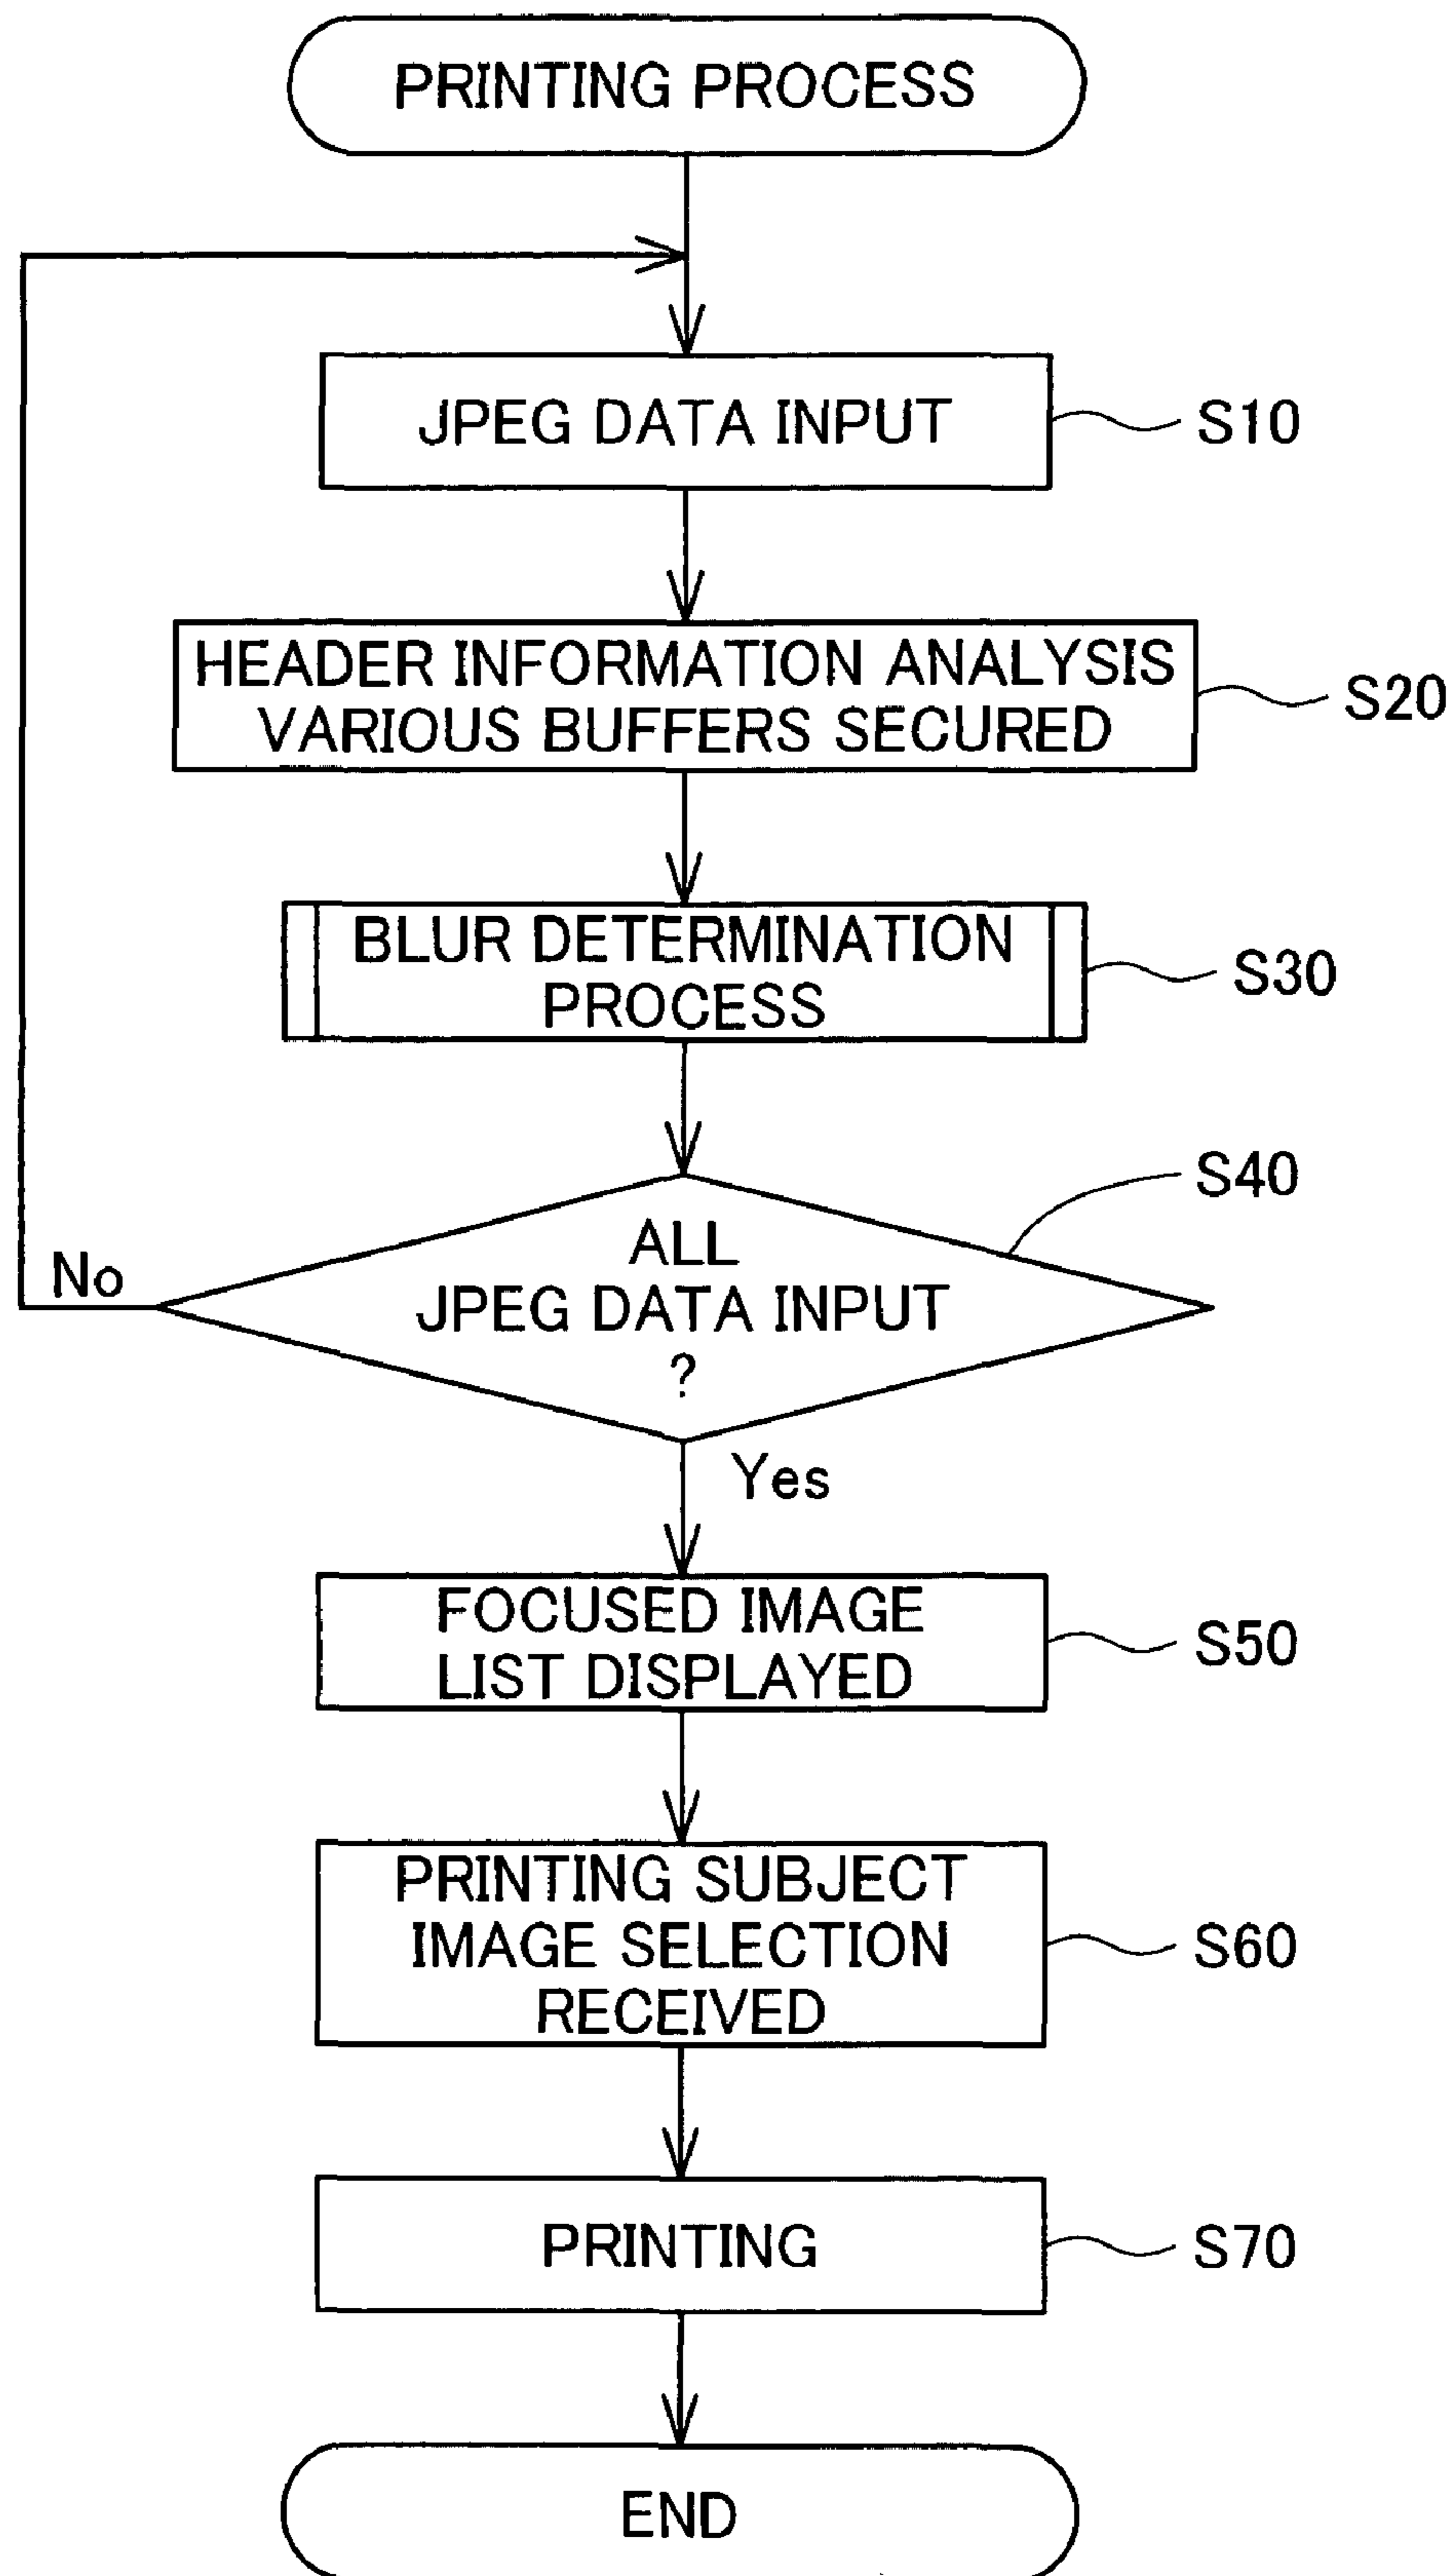 PRINTING PROCESS
JPEG DATA INPUT
S10
HEADER INFORMATION ANALYSIS
VARIOUS BUFFERS SECURED
S20
BLUR DETERMINATION
PROCESS
S30
S40
ALL
JPEG DATA INPUT
?
No
Yes
FOCUSED IMAGE
LIST DISPLAYED
S50
PRINTING SUBJECT
IMAGE SELECTION
RECEIVED
S60
PRINTING
S70
END